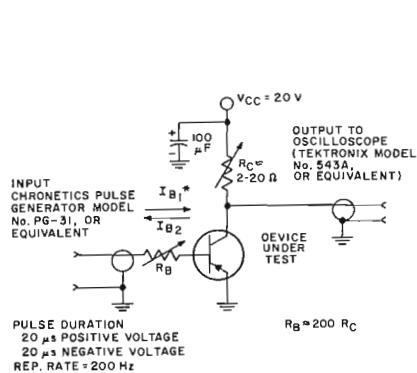 VCC = 20 V
+
100
μF
-
RC≈
2-20 Ω
OUTPUT TO
OSCILLOSCOPE
(TEKTRONIX MODEL
No. 543A,
OR EQUIVALENT)
INPUT
CHRONETICS PULSE
GENERATOR MODEL
No. PG-31, OR
EQUIVALENT
IB1*
IB2
RB
DEVICE
UNDER
TEST
PULSE DURATION
20 μs POSITIVE VOLTAGE
20 μs NEGATIVE VOLTAGE
REP. RATE = 200 Hz
RB≈200 RC